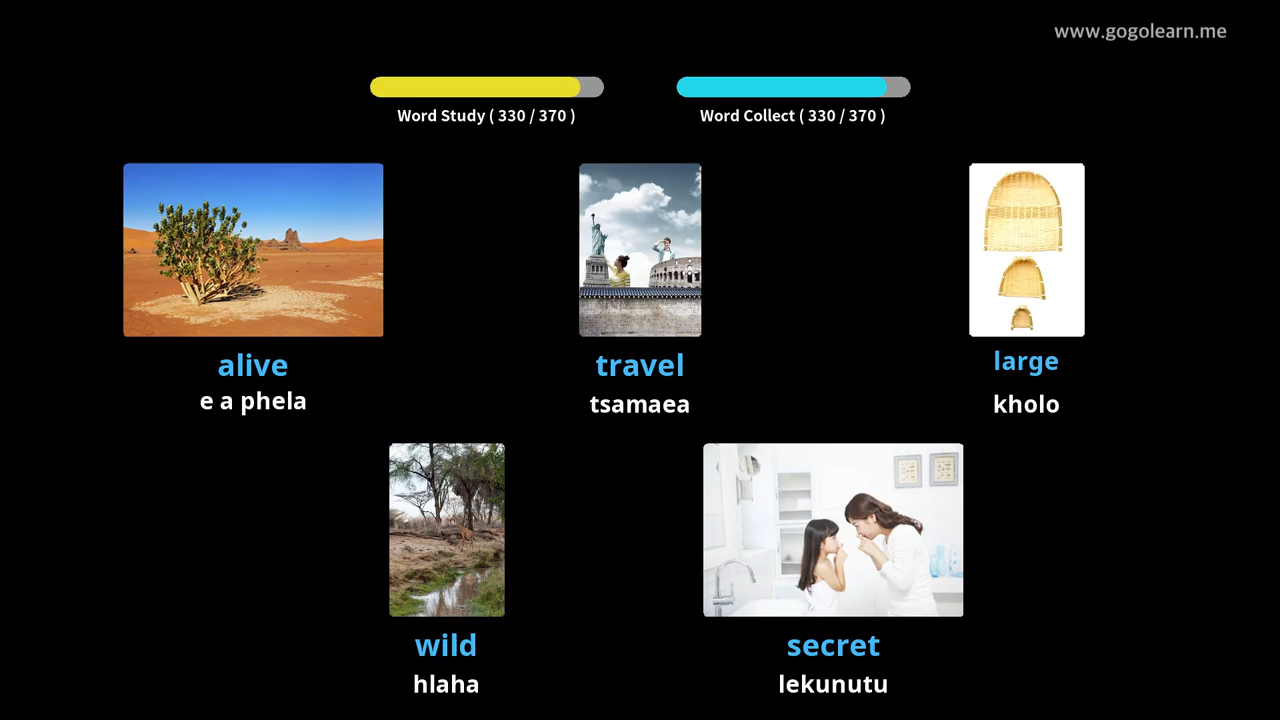 www.gogolearn.me
Word Study ( 330 / 370 )
Word Collect ( 330 / 370 )
alive
e a phela
travel
tsamaea
large
kholo
wild
hlaha
secret
lekunutu